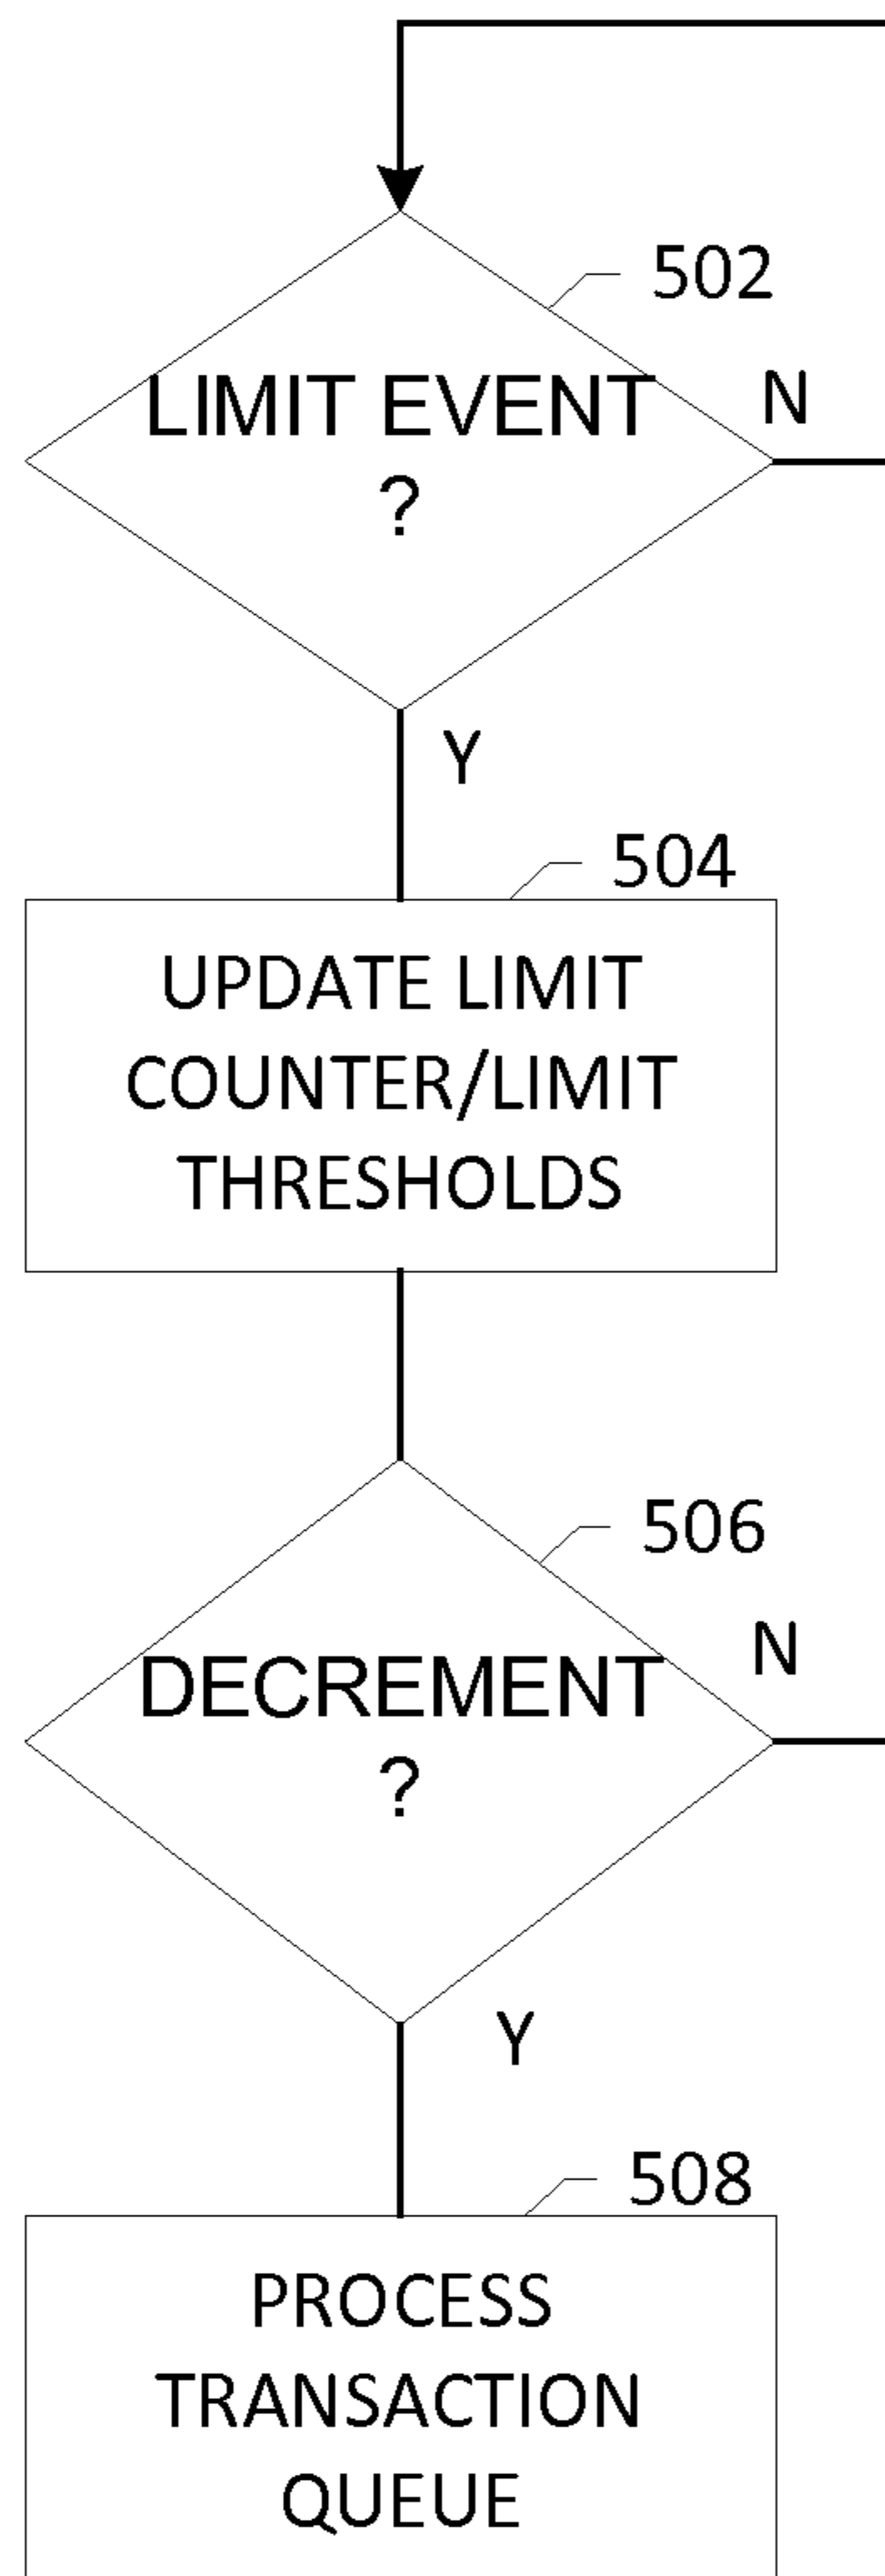 502
LIMIT EVENT
?
N
Y
504
UPDATE LIMIT
COUNTER/LIMIT
THRESHOLDS
506
N
DECREMENT
?
Y
508
PROCESS
TRANSACTION
QUEUE